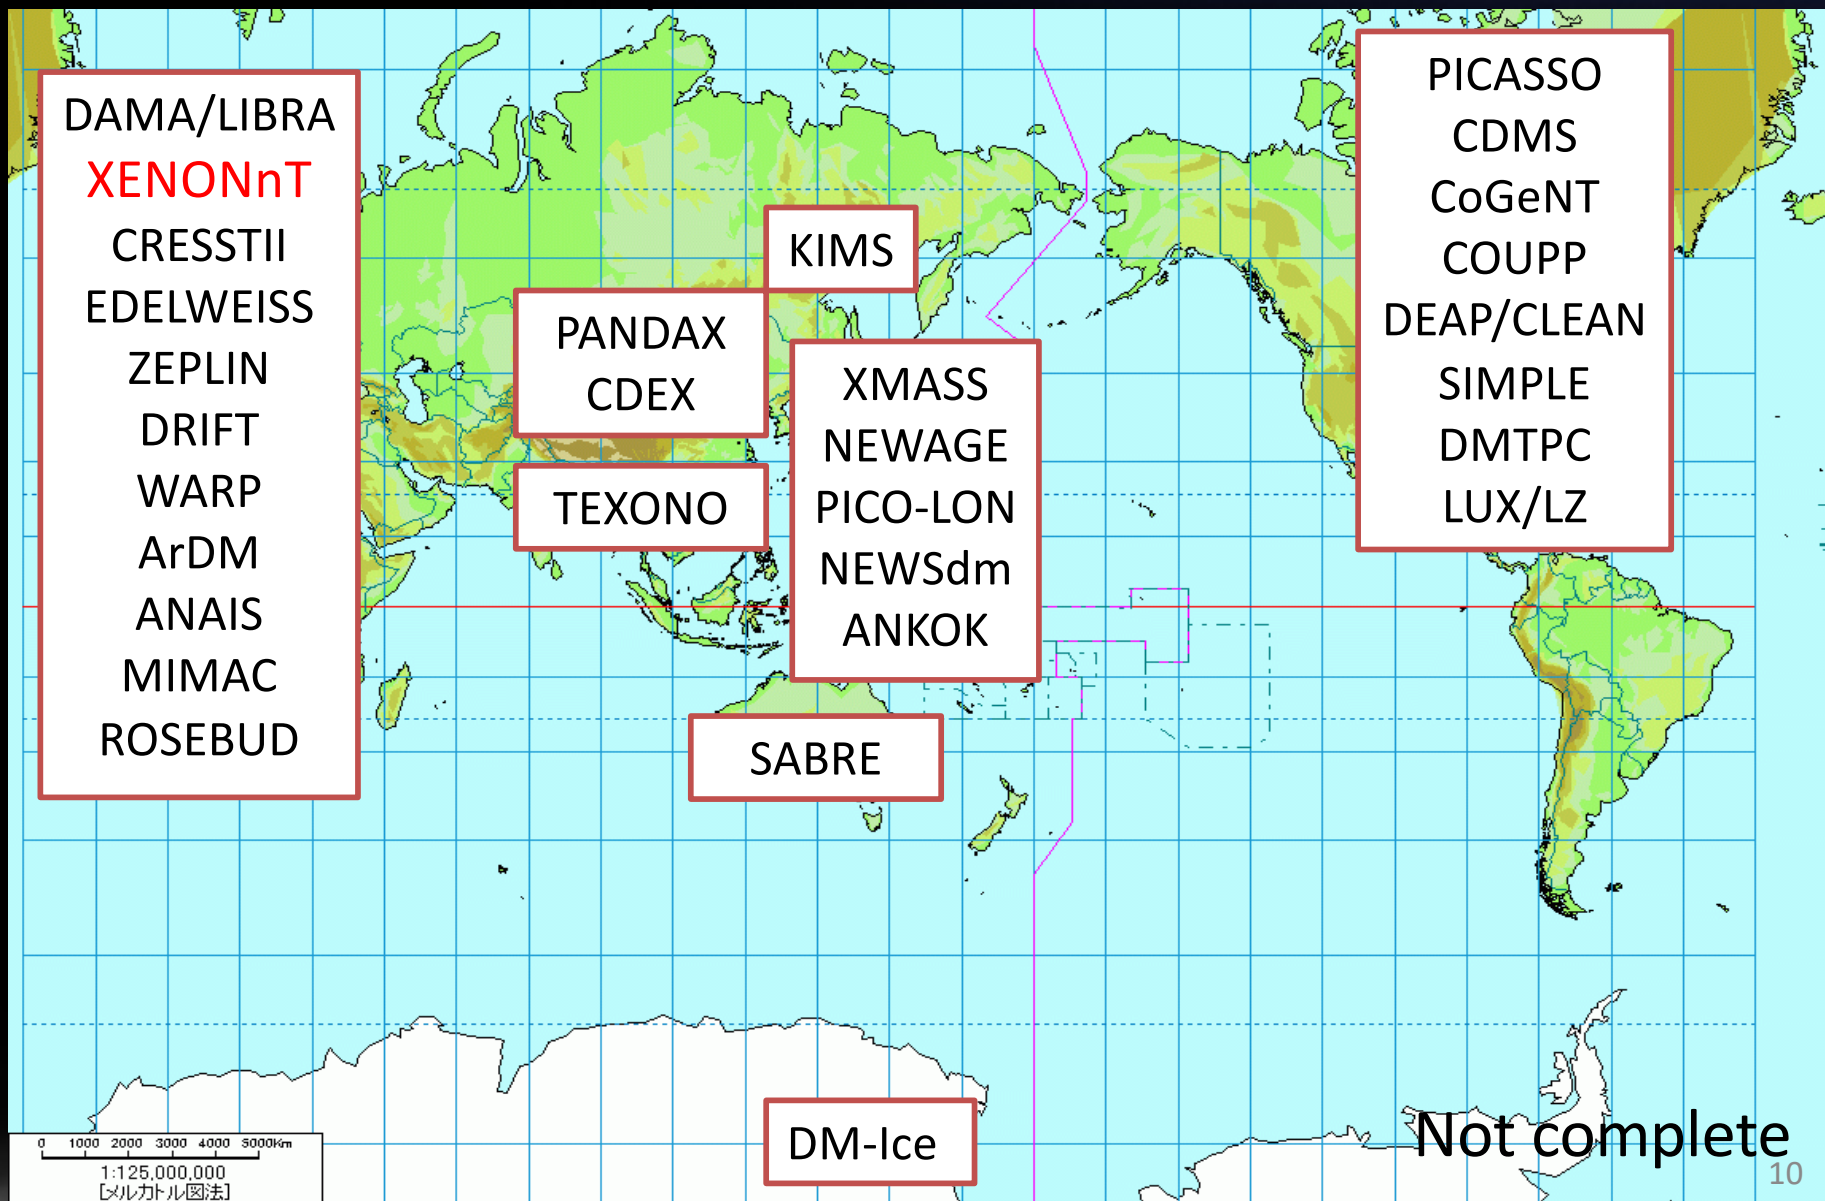 DAMA/LIBRA
XENONnT
CRESSTII
EDELWEISS
ZEPLIN
DRIFT
WARP
ArDM
ANAIS
MIMAC
ROSEBUD
KIMS
PANDAX
CDEX
TEXONO
XMASS
NEWAGE
PICO-LON
NEWSdm
ANKOK
SABRE
DM-Ice
PICASSO
CDMS
CoGeNT
COUPP
DEAP/CLEAN
SIMPLE
DMTPC
LUX/LZ
Not complete
10
0 1000 2000 3000 4000 5000Km
1:125,000,000
[メルカトル図法]